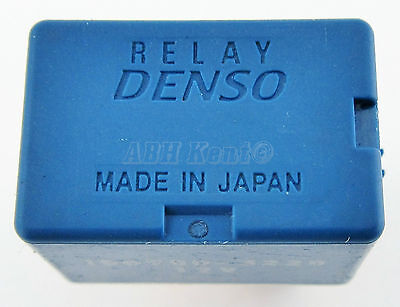 RELAY
DENSO
ABH Kent©
MADE IN JAPAN